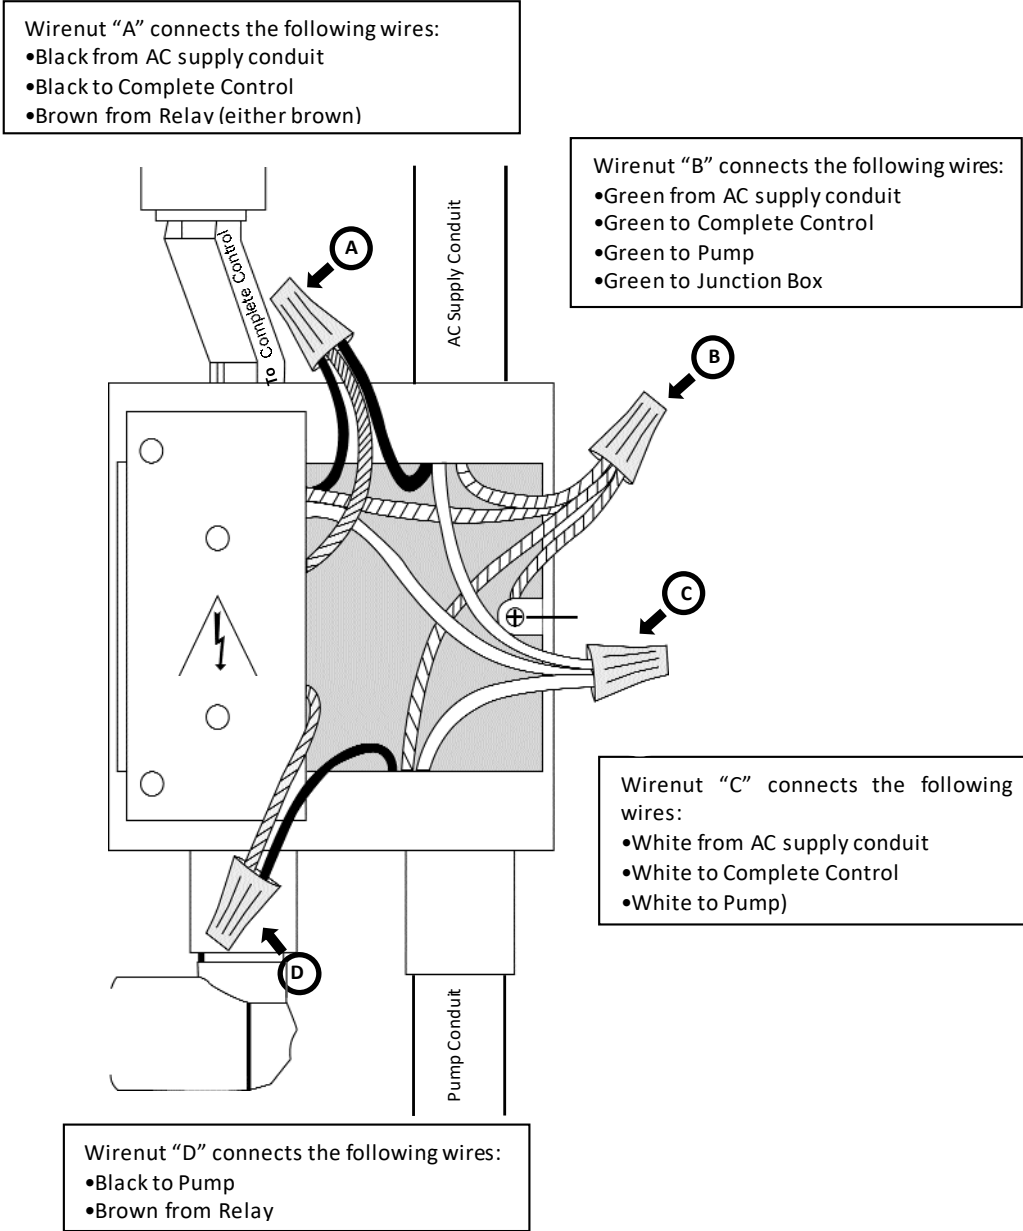 Wirenut “A” connects the following wires:
•Black from AC supply conduit
•Black to Complete Control
•Brown from Relay (either brown)
Wirenut “B” connects the following wires:
•Green from AC supply conduit
•Green to Complete Control
•Green to Pump
•Green to Junction Box
To Complete Control
A
AC Supply Conduit
B
C
Wirenut “C” connects the following
wires:
•White from AC supply conduit
•White to Complete Control
•White to Pump)
D
Pump Conduit
Wirenut “D” connects the following wires:
•Black to Pump
•Brown from Relay